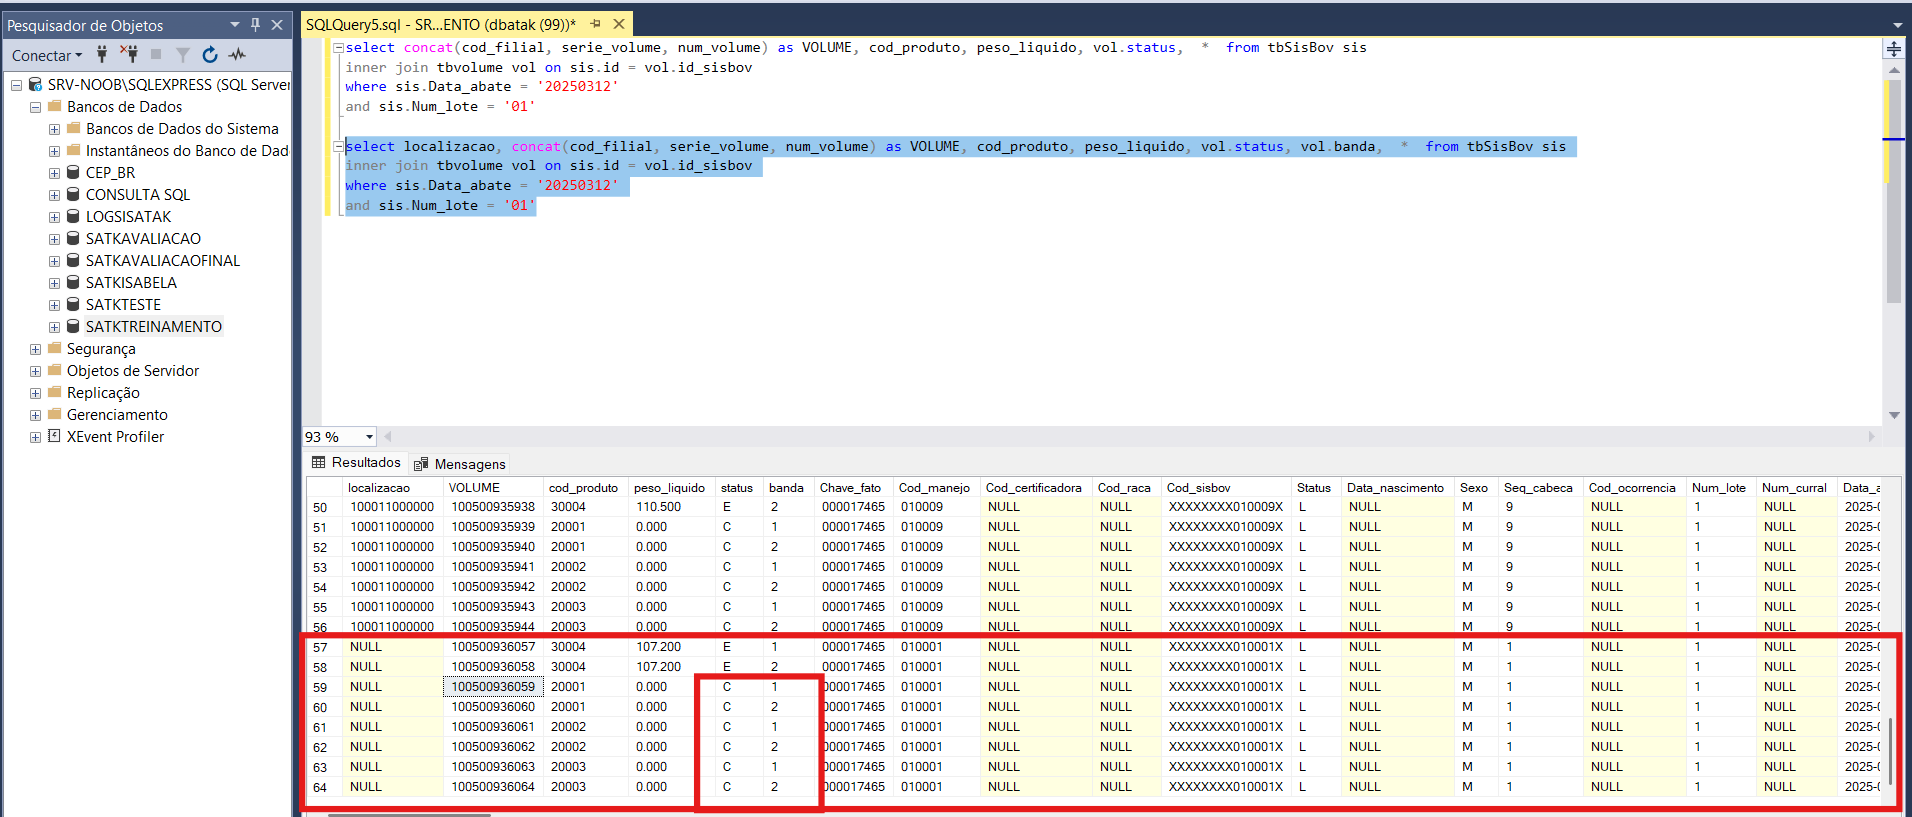 Pesquisador de Objetos
Conectar
SRV-NOOB\SQLEXPRESS (SQL Server
Bancos de Dados
Bancos de Dados do Sistema
Instantâneos do Banco de Dad
CEP_BR
CONSULTA SQL
LOGSISATAK
SATKAVALIACAO
SATKAVALIACAOFINAL
SATKISABELA
SATKTESTE
SATKTREINAMENTO
Segurança
Objetos de Servidor
Replicação
Gerenciamento
XEvent Profiler
SQLQuery5.sql - SR...ENTO (dbatak (99))*
select concat(cod_filial, serie_volume, num_volume) as VOLUME, cod_produto, peso_liquido, vol.status, * from tbSisBov sis
inner join tbvolume vol on sis.id = vol.id_sisbov
where sis.Data_abate = '20250312'
and sis.Num_lote = '01'
select localizacao, concat(cod_filial, serie_volume, num_volume) as VOLUME, cod_produto, peso_liquido, vol.status, vol.banda, * from tbSisBov sis
inner join tbvolume vol on sis.id = vol.id_sisbov
where sis.Data_abate = '20250312'
and sis.Num_lote = '01'
93 %
Resultados Mensagens
localizacao VOLUME cod_produto peso_liquido status banda Chave_fato Cod_manejo Cod_certificadora Cod_raca Cod_sisbov Status Data_nascimento Sexo Seq_cabeca Cod_ocorrencia Num_lote Num_curral Data_a
50 100011000000 100500935938 30004 110.500 E 2 000017465 010009 NULL NULL XXXXXXXX010009X L NULL M 9 NULL 1 NULL 2025-0
51 100011000000 100500935939 20001 0.000 C 1 000017465 010009 NULL NULL XXXXXXXX010009X L NULL M 9 NULL 1 NULL 2025-0
52 100011000000 100500935940 20001 0.000 C 2 000017465 010009 NULL NULL XXXXXXXX010009X L NULL M 9 NULL 1 NULL 2025-0
53 100011000000 100500935941 20002 0.000 C 1 000017465 010009 NULL NULL XXXXXXXX010009X L NULL M 9 NULL 1 NULL 2025-0
54 100011000000 100500935942 20002 0.000 C 2 000017465 010009 NULL NULL XXXXXXXX010009X L NULL M 9 NULL 1 NULL 2025-0
55 100011000000 100500935943 20003 0.000 C 1 000017465 010009 NULL NULL XXXXXXXX010009X L NULL M 9 NULL 1 NULL 2025-0
56 100011000000 100500935944 20003 0.000 C 2 000017465 010009 NULL NULL XXXXXXXX010009X L NULL M 9 NULL 1 NULL 2025-0
57 NULL 100500936057 30004 107.200 E 1 000017465 010001 NULL NULL XXXXXXXX010001X L NULL M 1 NULL 1 NULL 2025-0
58 NULL 100500936058 30004 107.200 E 2 000017465 010001 NULL NULL XXXXXXXX010001X L NULL M 1 NULL 1 NULL 2025-0
59 NULL 100500936059 20001 0.000 C 1 000017465 010001 NULL NULL XXXXXXXX010001X L NULL M 1 NULL 1 NULL 2025-0
60 NULL 100500936060 20001 0.000 C 2 000017465 010001 NULL NULL XXXXXXXX010001X L NULL M 1 NULL 1 NULL 2025-0
61 NULL 100500936061 20002 0.000 C 1 000017465 010001 NULL NULL XXXXXXXX010001X L NULL M 1 NULL 1 NULL 2025-0
62 NULL 100500936062 20002 0.000 C 2 000017465 010001 NULL NULL XXXXXXXX010001X L NULL M 1 NULL 1 NULL 2025-0
63 NULL 100500936063 20003 0.000 C 1 000017465 010001 NULL NULL XXXXXXXX010001X L NULL M 1 NULL 1 NULL 2025-0
64 NULL 100500936064 20003 0.000 C 2 000017465 010001 NULL NULL XXXXXXXX010001X L NULL M 1 NULL 1 NULL 2025-0